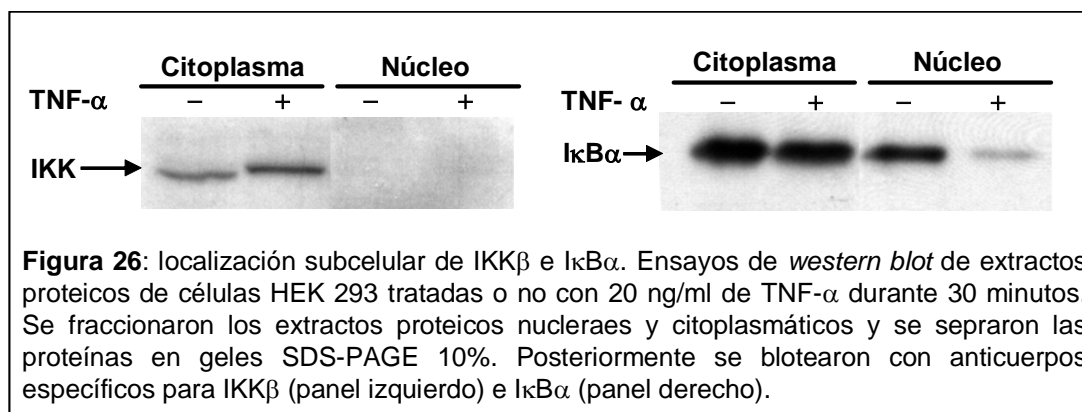 Citoplasma Núcleo
TNF-α – + – +
IKK
Citoplasma Núcleo
TNF- α – + – +
IκBα
Figura 26: localización subcelular de IKKβ e IκBα. Ensayos de western blot de extractos
proteicos de células HEK 293 tratadas o no con 20 ng/ml de TNF-α durante 30 minutos.
Se fraccionaron los extractos proteicos nucleraes y citoplasmáticos y se sepraron las
proteínas en geles SDS-PAGE 10%. Posteriormente se blotearon con anticuerpos
específicos para IKKβ (panel izquierdo) e IκBα (panel derecho).